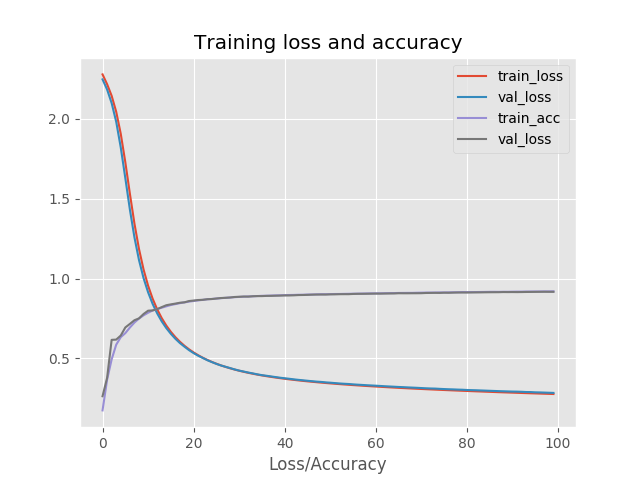 Training loss and accuracy
train_loss
val_loss
train_acc
val_loss
2.0
1.5
1.0
0.5
0 20 40 60 80 100
Loss/Accuracy